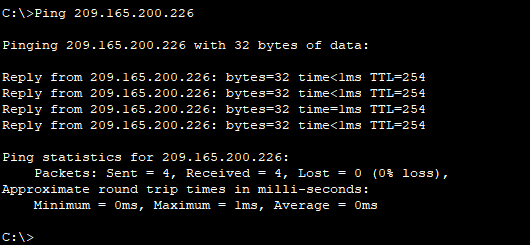 C:\>Ping 209.165.200.226
Pinging 209.165.200.226 with 32 bytes of data:
Reply from 209.165.200.226: bytes=32 time<1ms TTL=254
Reply from 209.165.200.226: bytes=32 time<1ms TTL=254
Reply from 209.165.200.226: bytes=32 time=1ms TTL=254
Reply from 209.165.200.226: bytes=32 time<1ms TTL=254
Ping statistics for 209.165.200.226:
    Packets: Sent = 4, Received = 4, Lost = 0 (0% loss),
Approximate round trip times in milli-seconds:
    Minimum = 0ms, Maximum = 1ms, Average = 0ms
C:\>